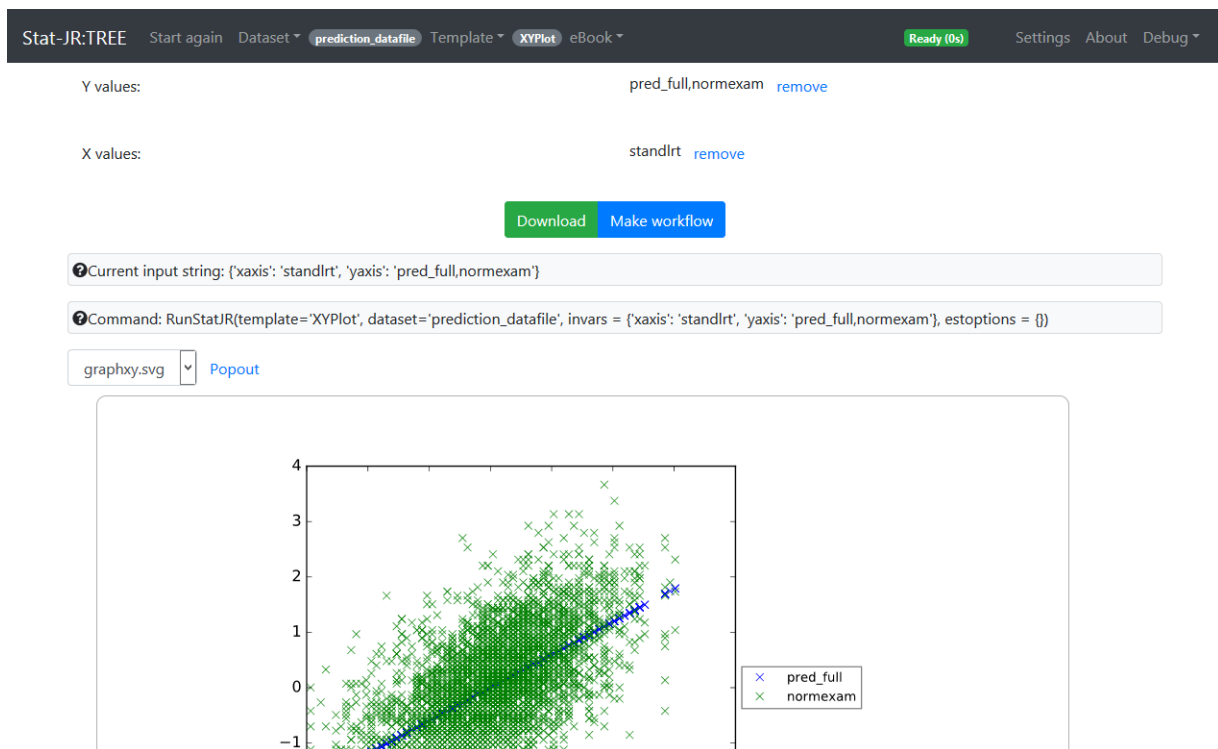 Stat-JR:TREE Start again Dataset prediction_datafile Template XYPlot eBook Ready (0s) Settings About Debug
Y values: pred_full,normexam remove
X values: standlrt remove
Download Make workflow
Current input string: {'xaxis': 'standlrt', 'yaxis': 'pred_full,normexam'}
Command: RunStatJR(template='XYPlot', dataset='prediction_datafile', invars = {'xaxis': 'standlrt', 'yaxis': 'pred_full,normexam'}, estoptions = {})
graphxy.svg Popout
4
3
2
1
0
−1
pred_full
normexam